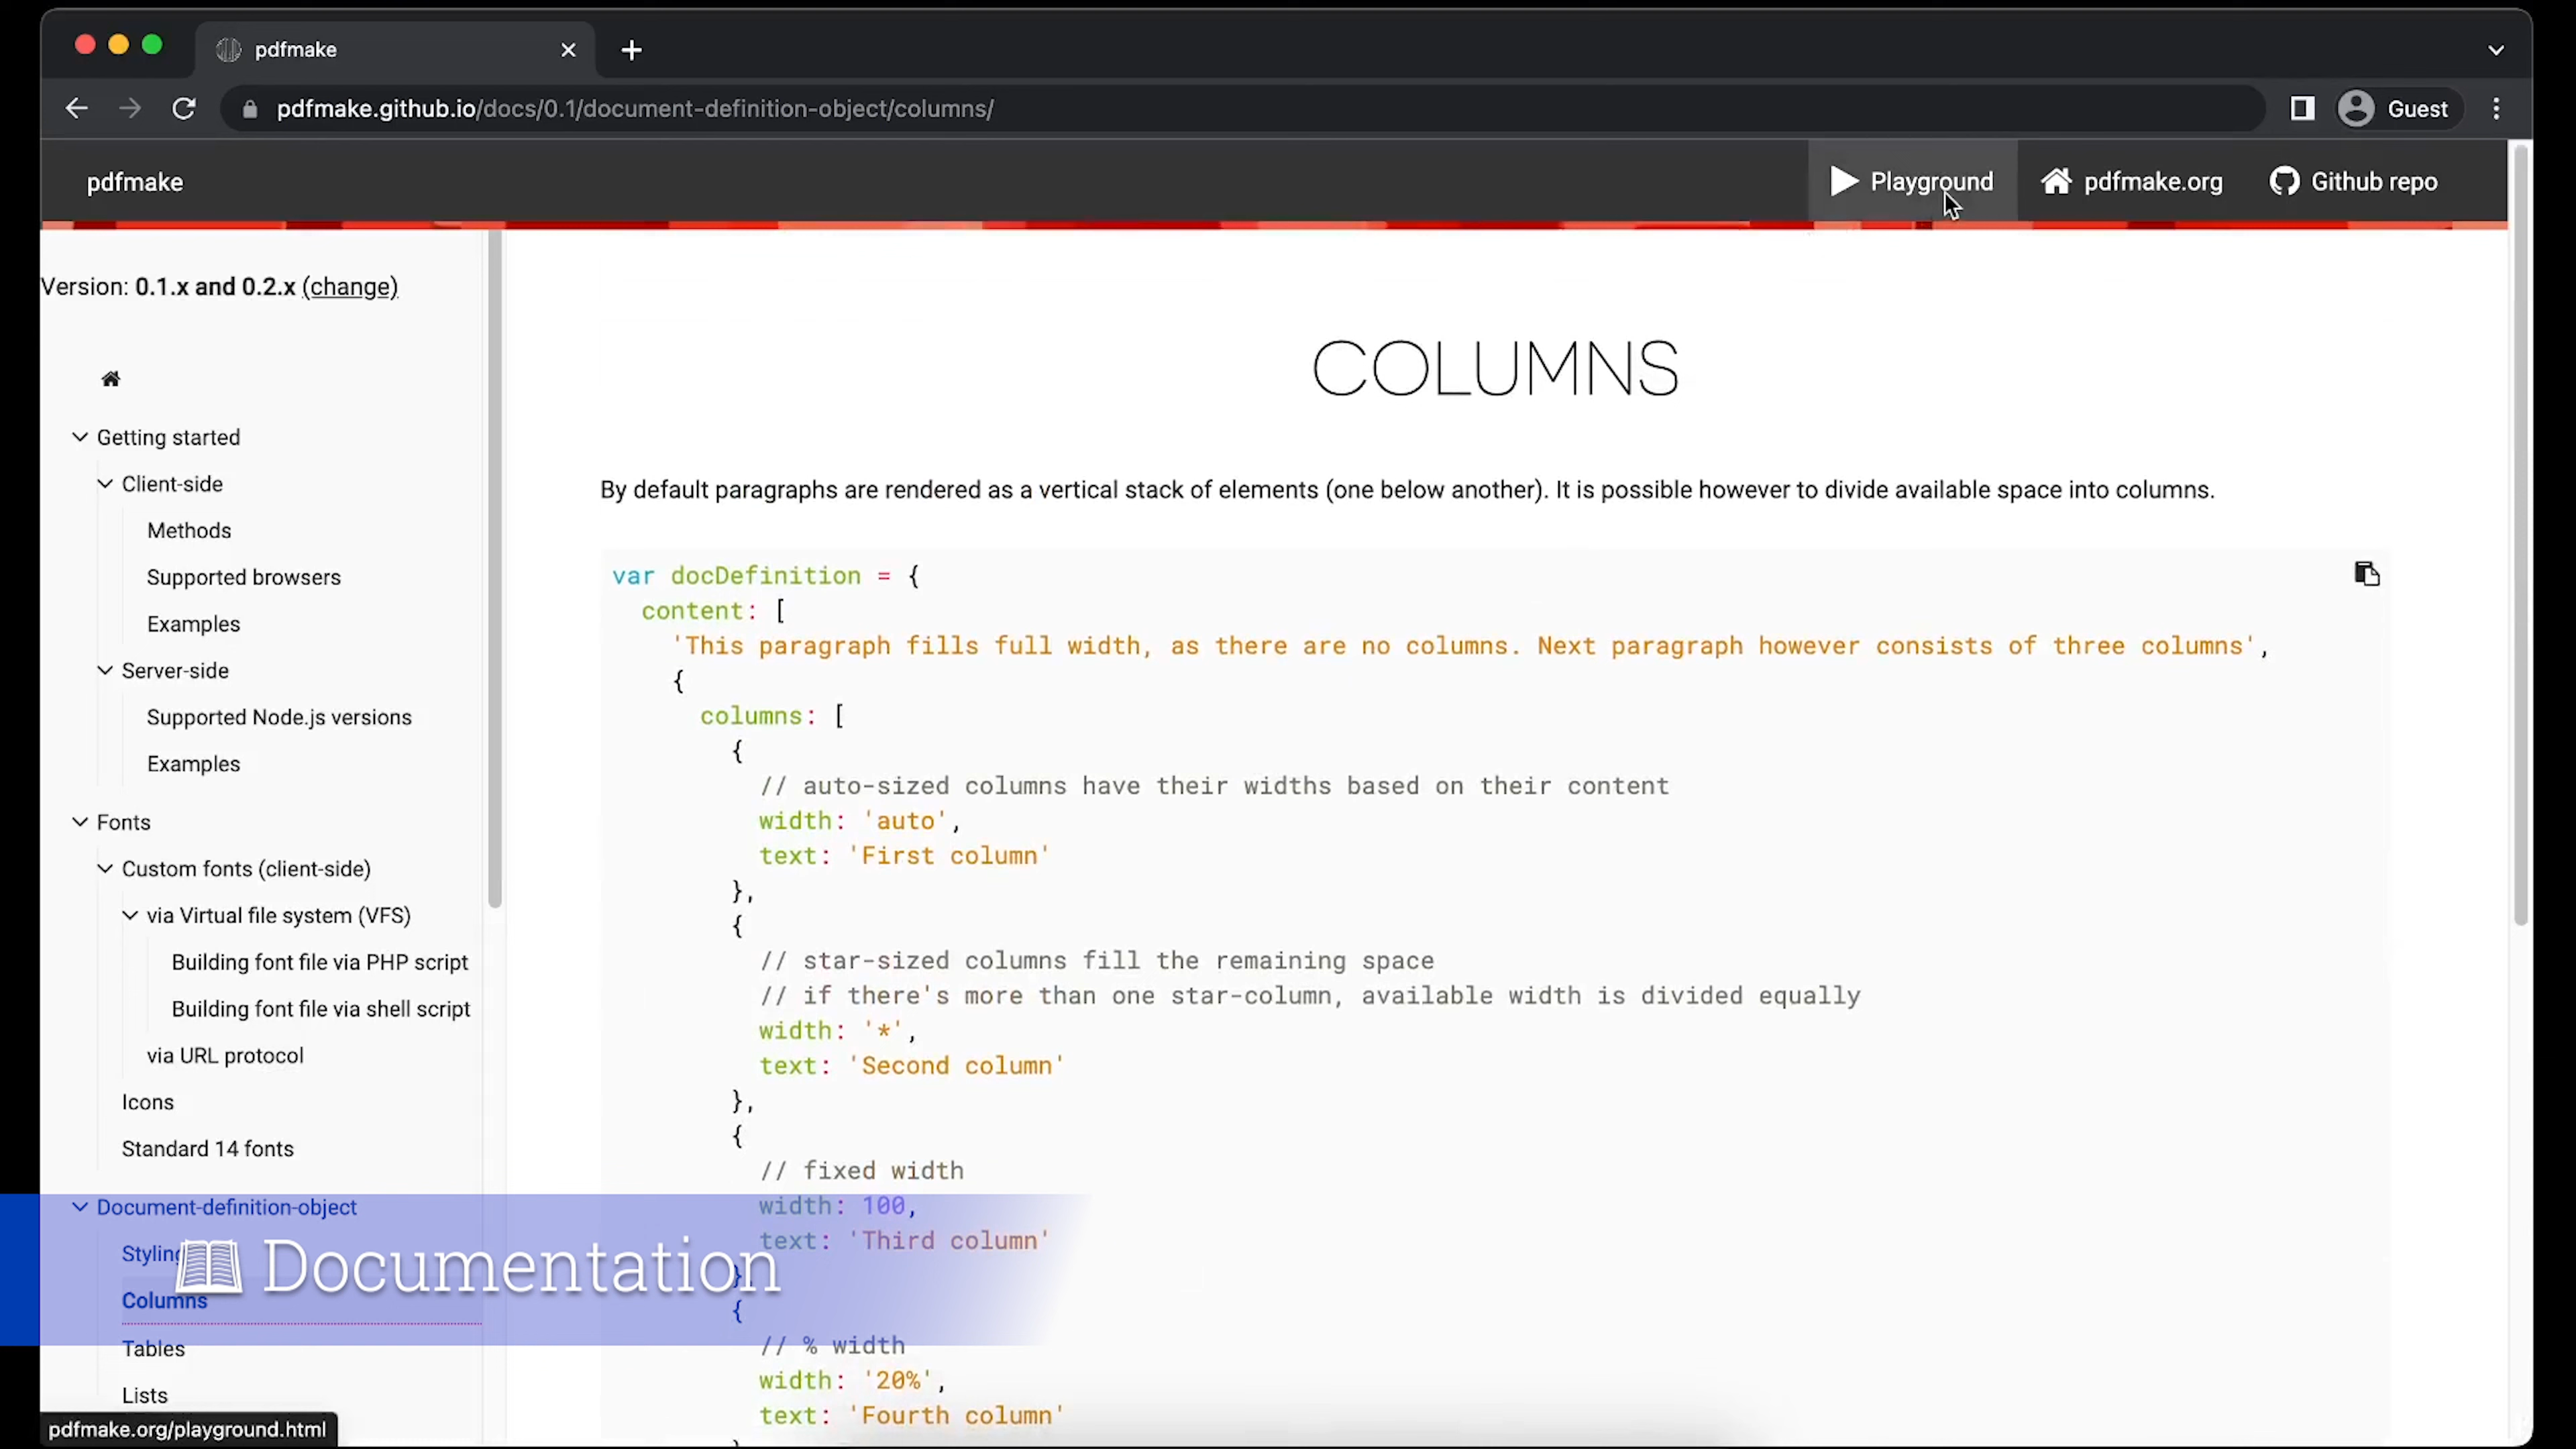 pdfmake
pdfmake.github.io/docs/0.1/document-definition-object/columns/
Guest
pdfmake
Playground
pdfmake.org
Github repo
Version: 0.1.x and 0.2.x (change)
Getting started
Client-side
Methods
Supported browsers
Examples
Server-side
Supported Node.js versions
Examples
Fonts
Custom fonts (client-side)
via Virtual file system (VFS)
Building font file via PHP script
Building font file via shell script
via URL protocol
Icons
Standard 14 fonts
Document-definition-object
Styling
Columns
Tables
Lists
COLUMNS
By default paragraphs are rendered as a vertical stack of elements (one below another). It is possible however to divide available space into columns.
var docDefinition = {
content: [
'This paragraph fills full width, as there are no columns. Next paragraph however consists of three columns',
{
columns: [
{
// auto-sized columns have their widths based on their content
width: 'auto',
text: 'First column'
},
{
// star-sized columns fill the remaining space
// if there's more than one star-column, available width is divided equally
width: '*',
text: 'Second column'
},
{
// fixed width
width: 100,
text: 'Third column'
},
{
// % width
width: '20%',
text: 'Fourth column'
Documentation
pdfmake.org/playground.html